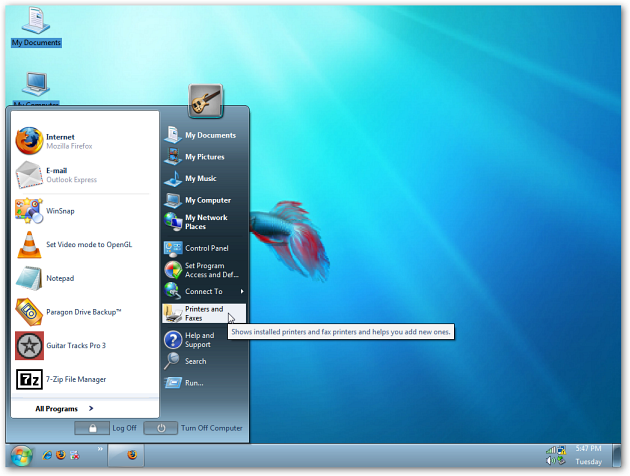 My Documents
My Computer
Internet
Mozilla Firefox
E-mail
Outlook Express
WinSnap
Set Video mode to OpenGL
Notepad
Paragon Drive Backup™
Guitar Tracks Pro 3
7z
7-Zip File Manager
All Programs
My Documents
My Pictures
My Music
My Computer
My Network
Places
Control Panel
Set Program
Access and Def...
Connect To
Printers and
Faxes
Shows installed printers and fax printers and helps you add new ones.
Help and
Support
Search
Run...
Log Off
Turn Off Computer
5:47 PM
Tuesday